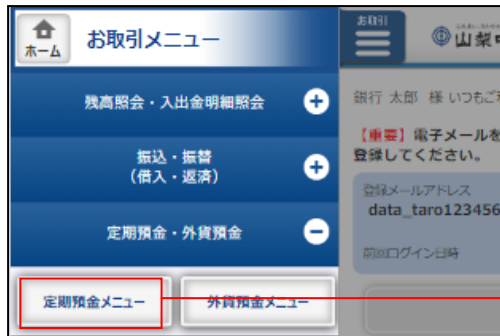 ホーム
お取引メニュー
残高照会・入出金明細照会
振込・振替
（借入・返済）
定期預金・外貨預金
定期預金メニュー
外貨預金メニュー
お取引
山梨
銀行 太郎 様 いつもご
【重要】電子メールを
登録してください。
登録メールアドレス
data_taro123456
前回ログイン日時